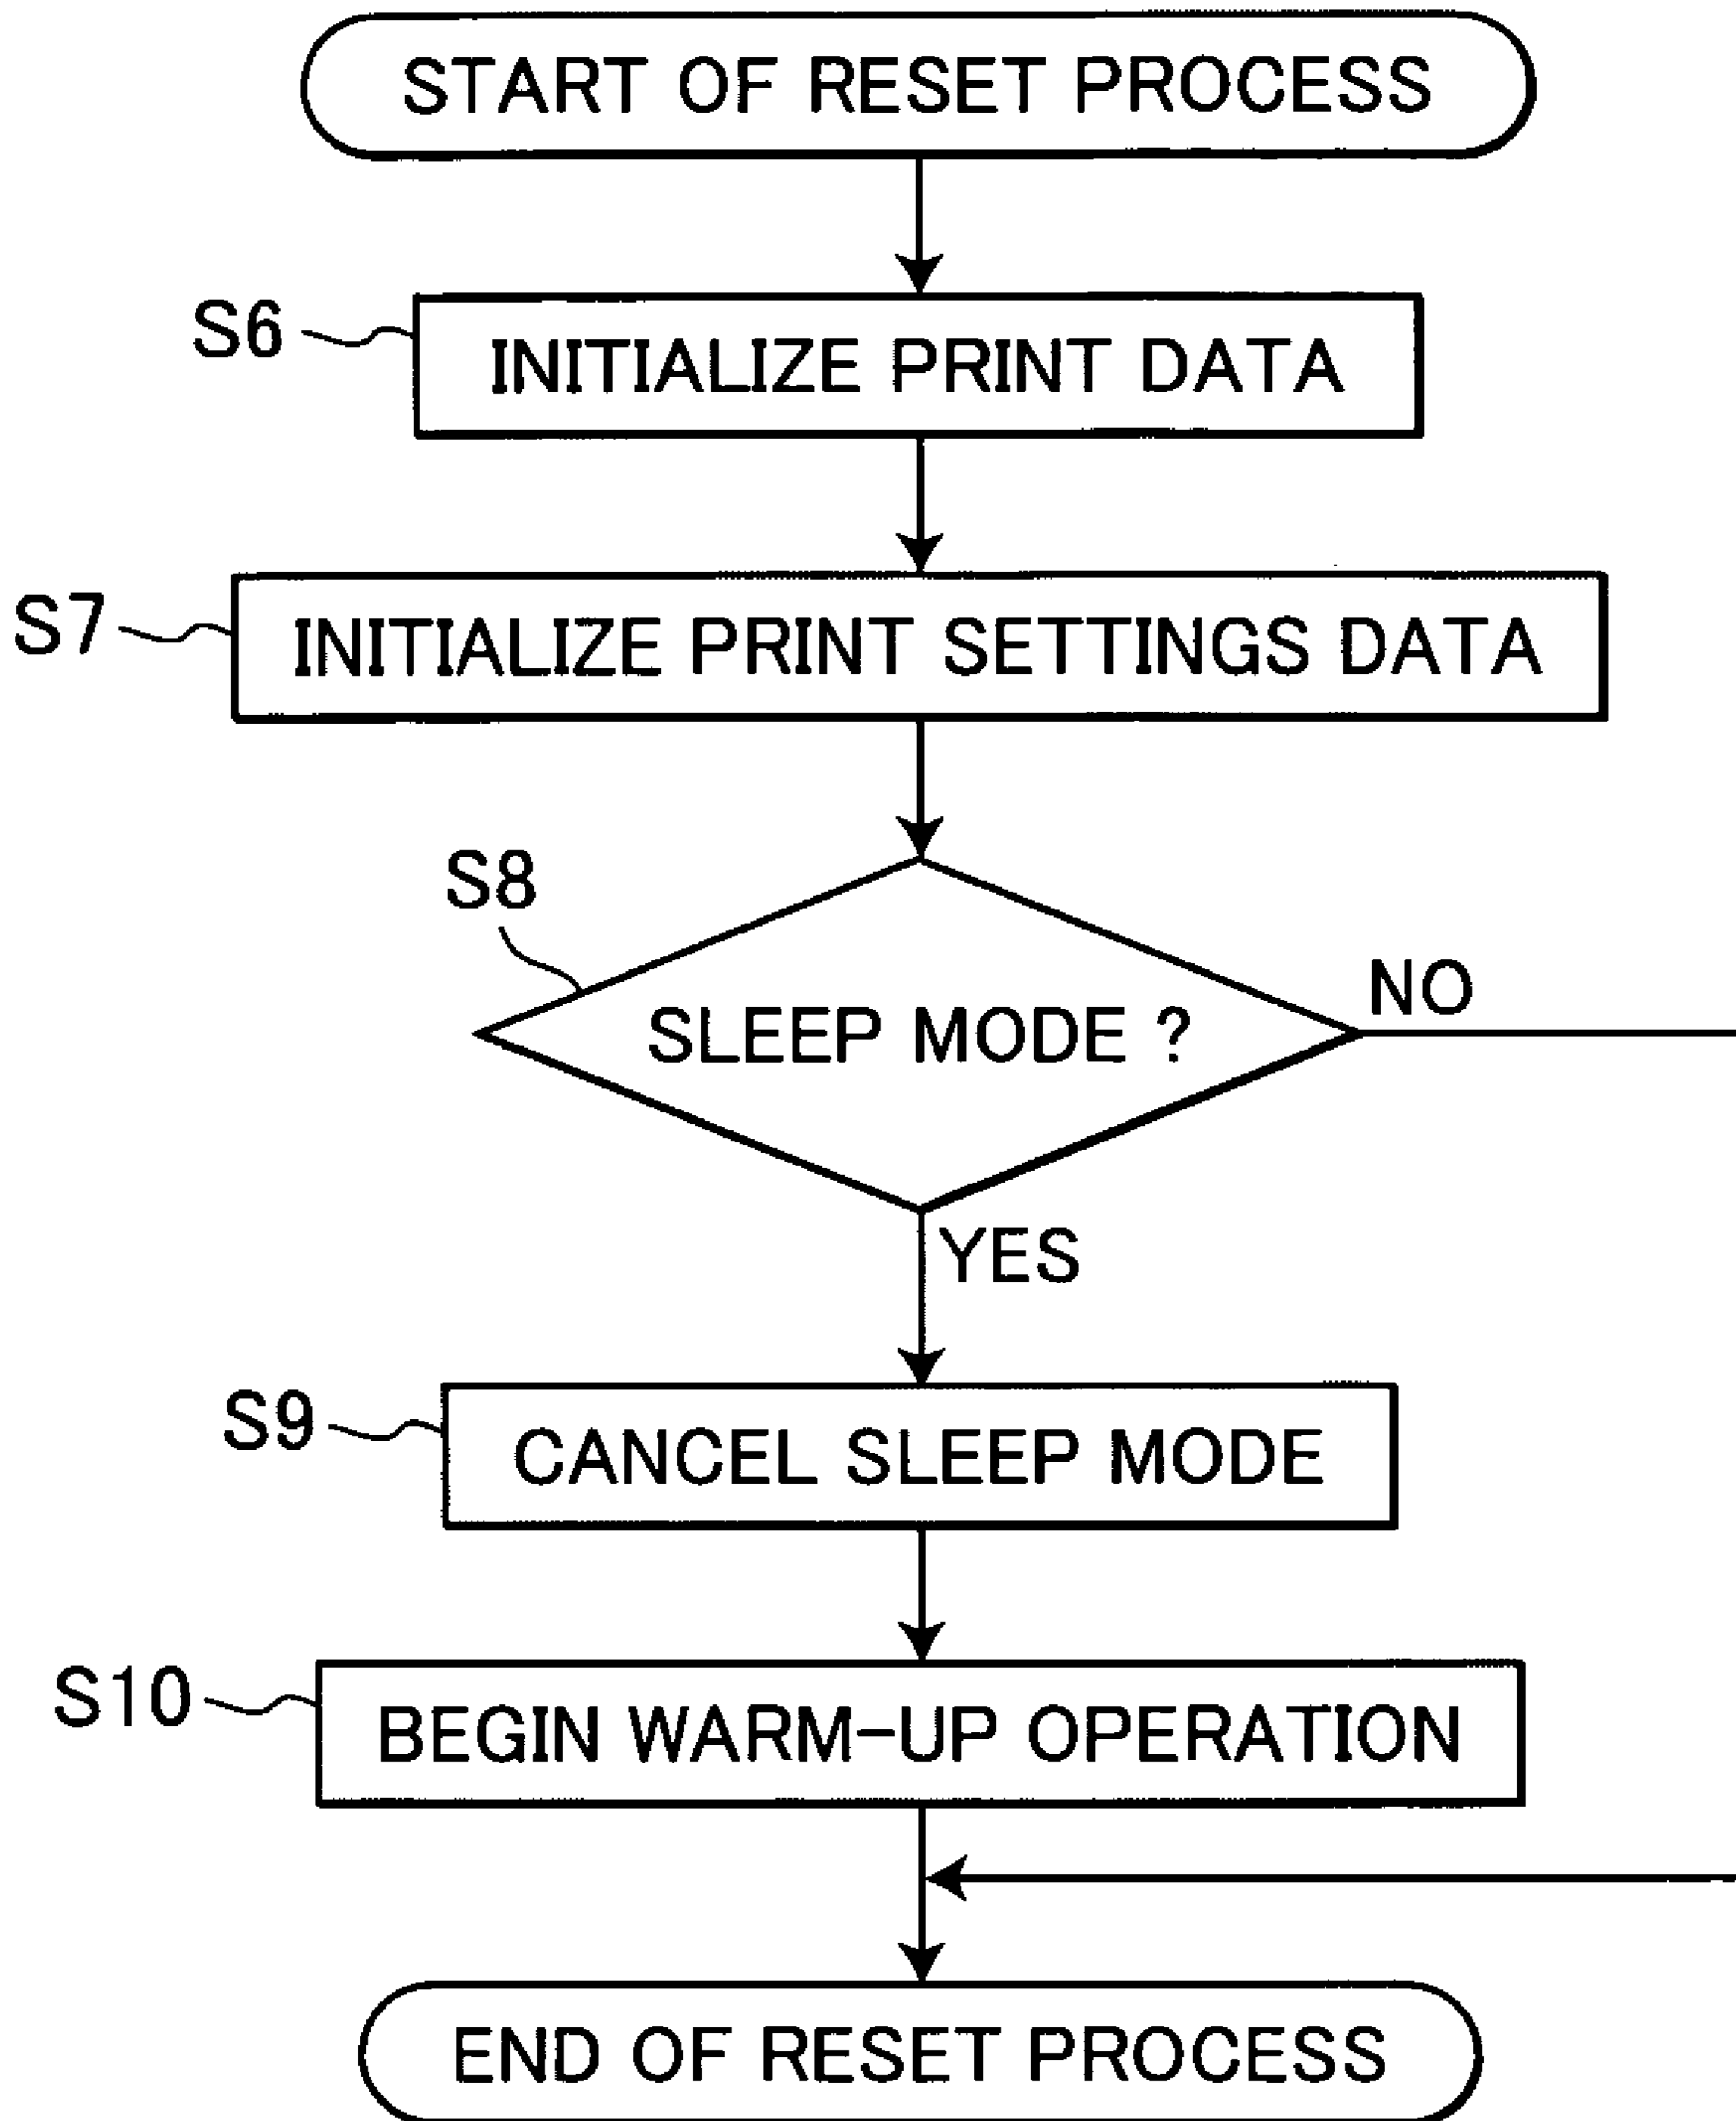 START OF RESET PROCESS
S6
INITIALIZE PRINT DATA
S7
INITIALIZE PRINT SETTINGS DATA
S8
SLEEP MODE ?
NO
YES
S9
CANCEL SLEEP MODE
S10
BEGIN WARM-UP OPERATION
END OF RESET PROCESS